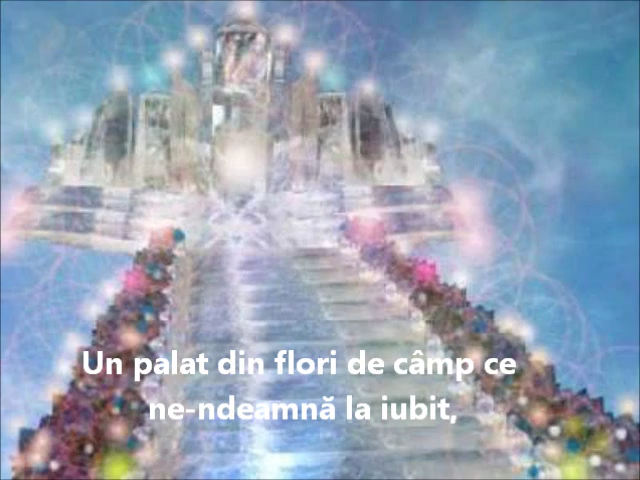 Un palat din flori de câmp ce
ne-ndeamnă la iubit,